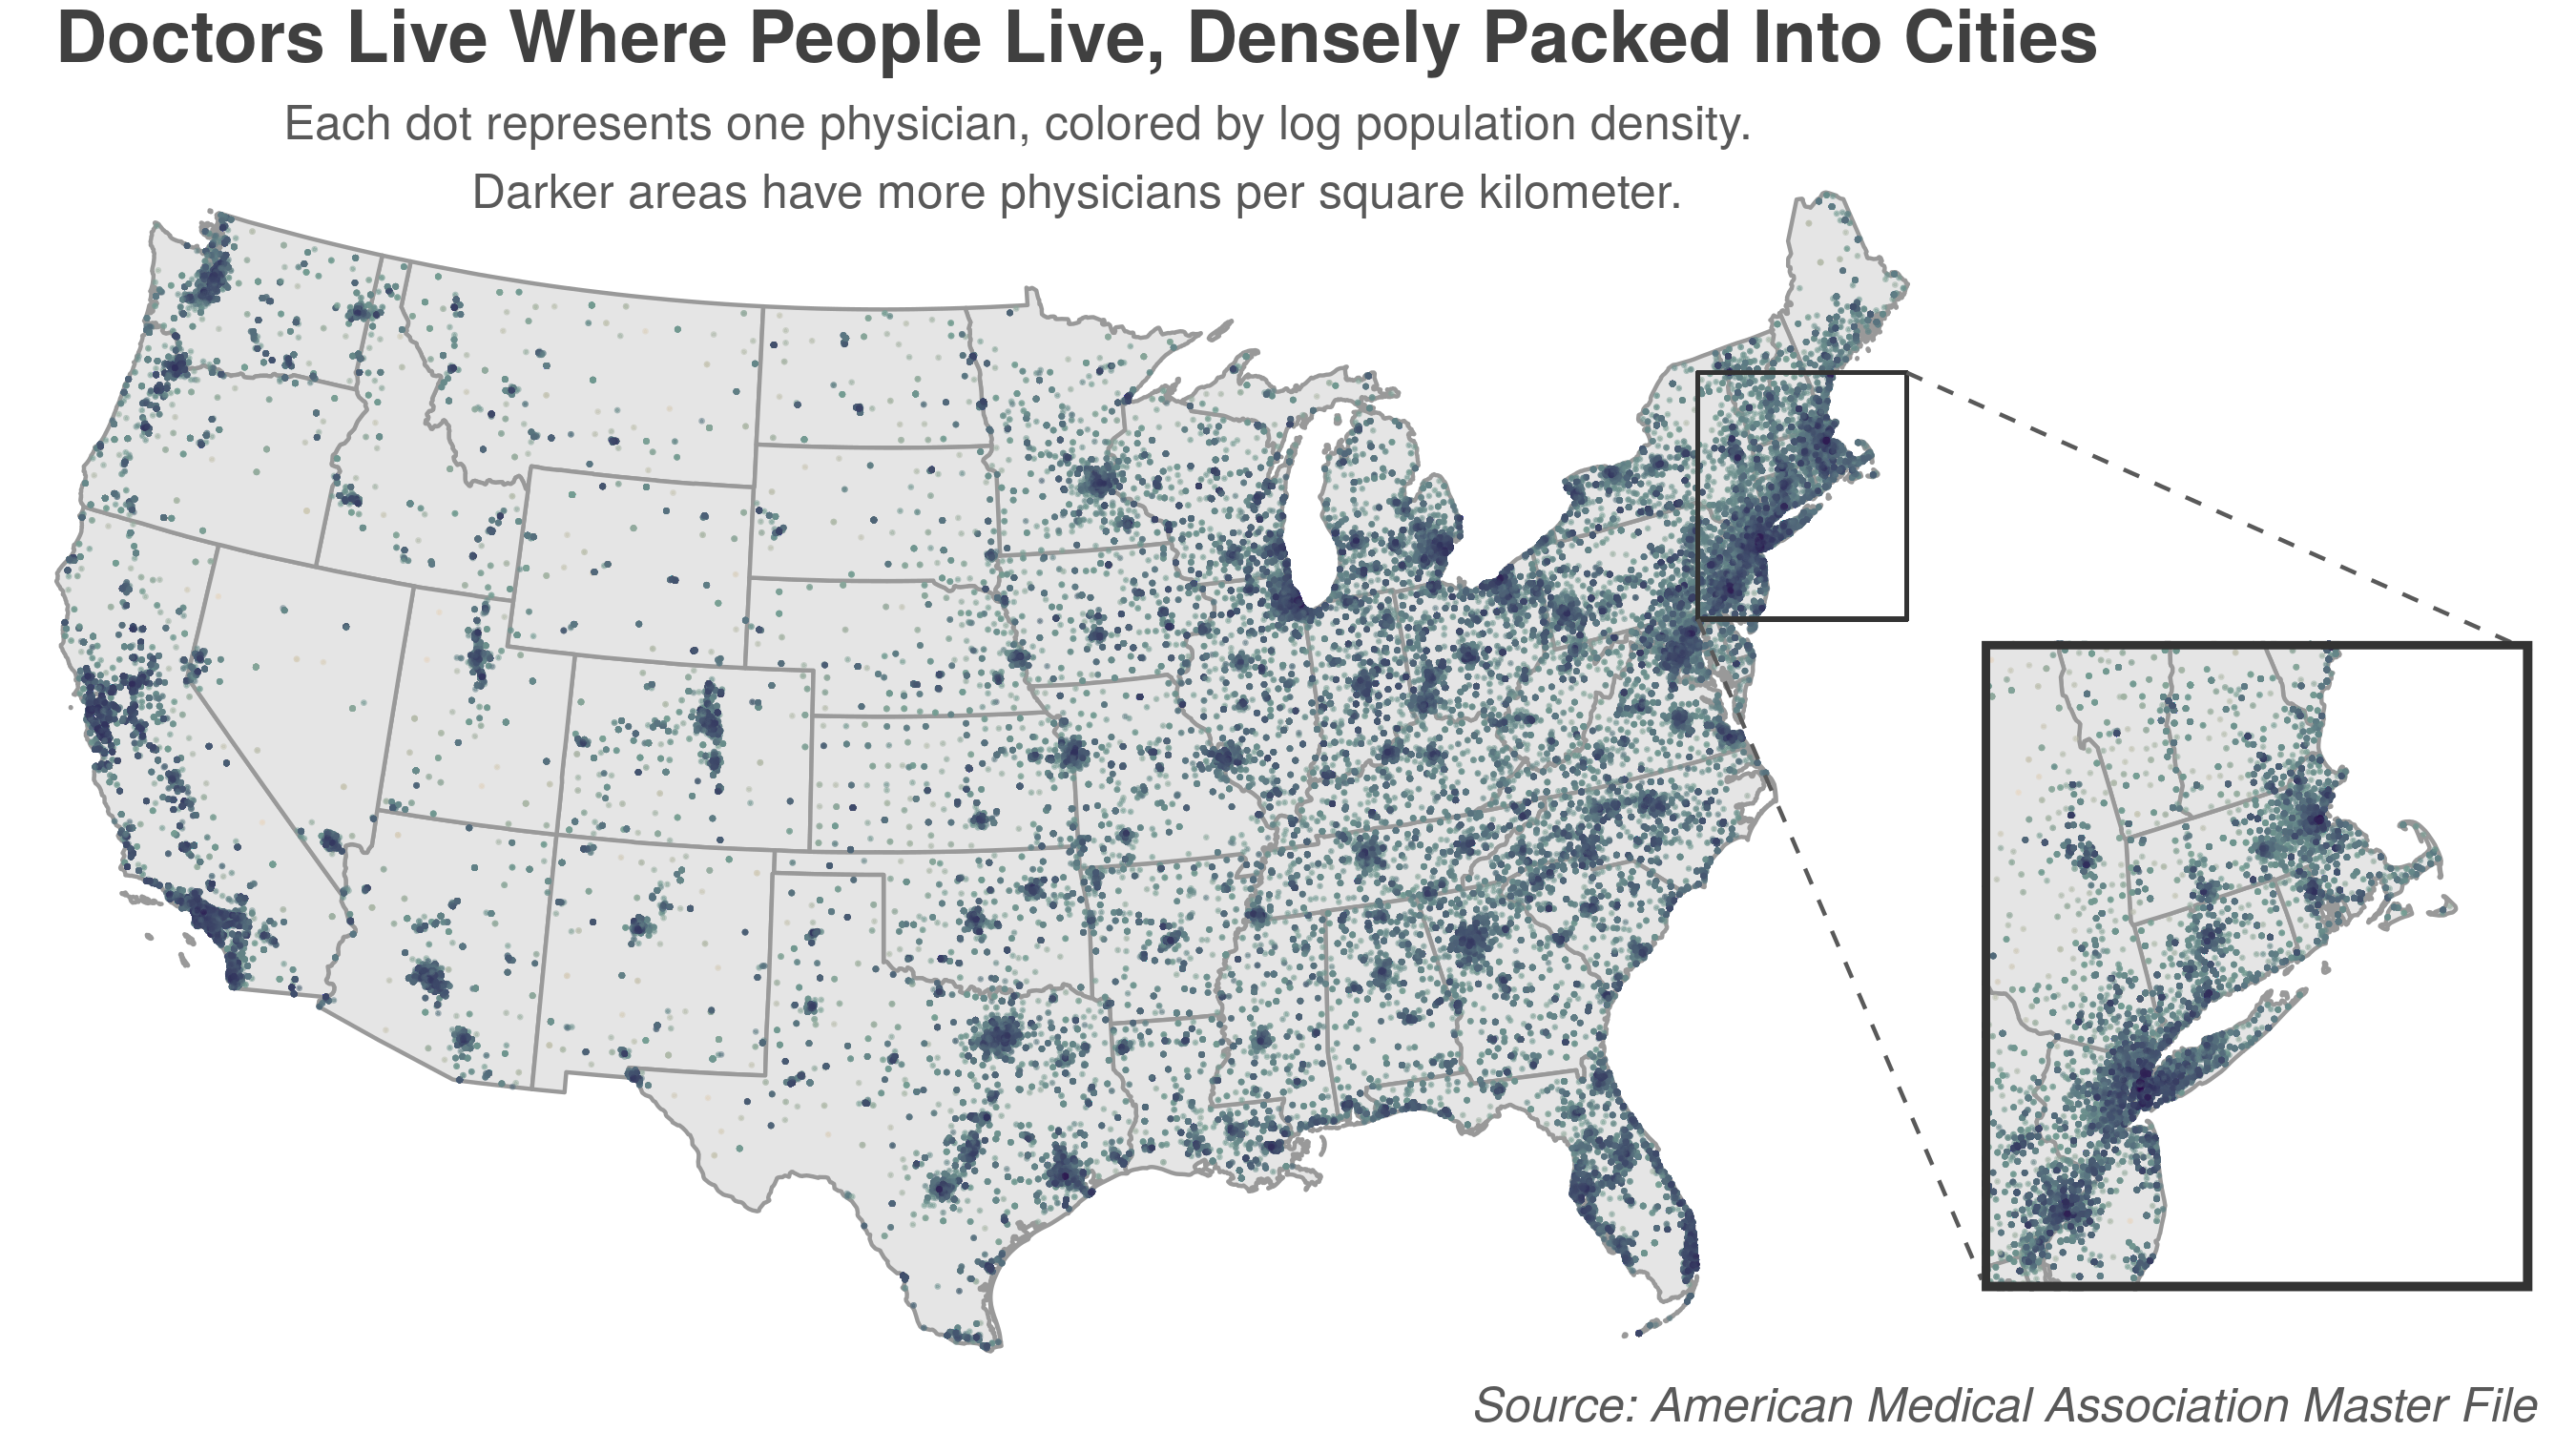 Doctors Live Where People Live, Densely Packed Into Cities
Each dot represents one physician, colored by log population density.
Darker areas have more physicians per square kilometer.
Source: American Medical Association Master File